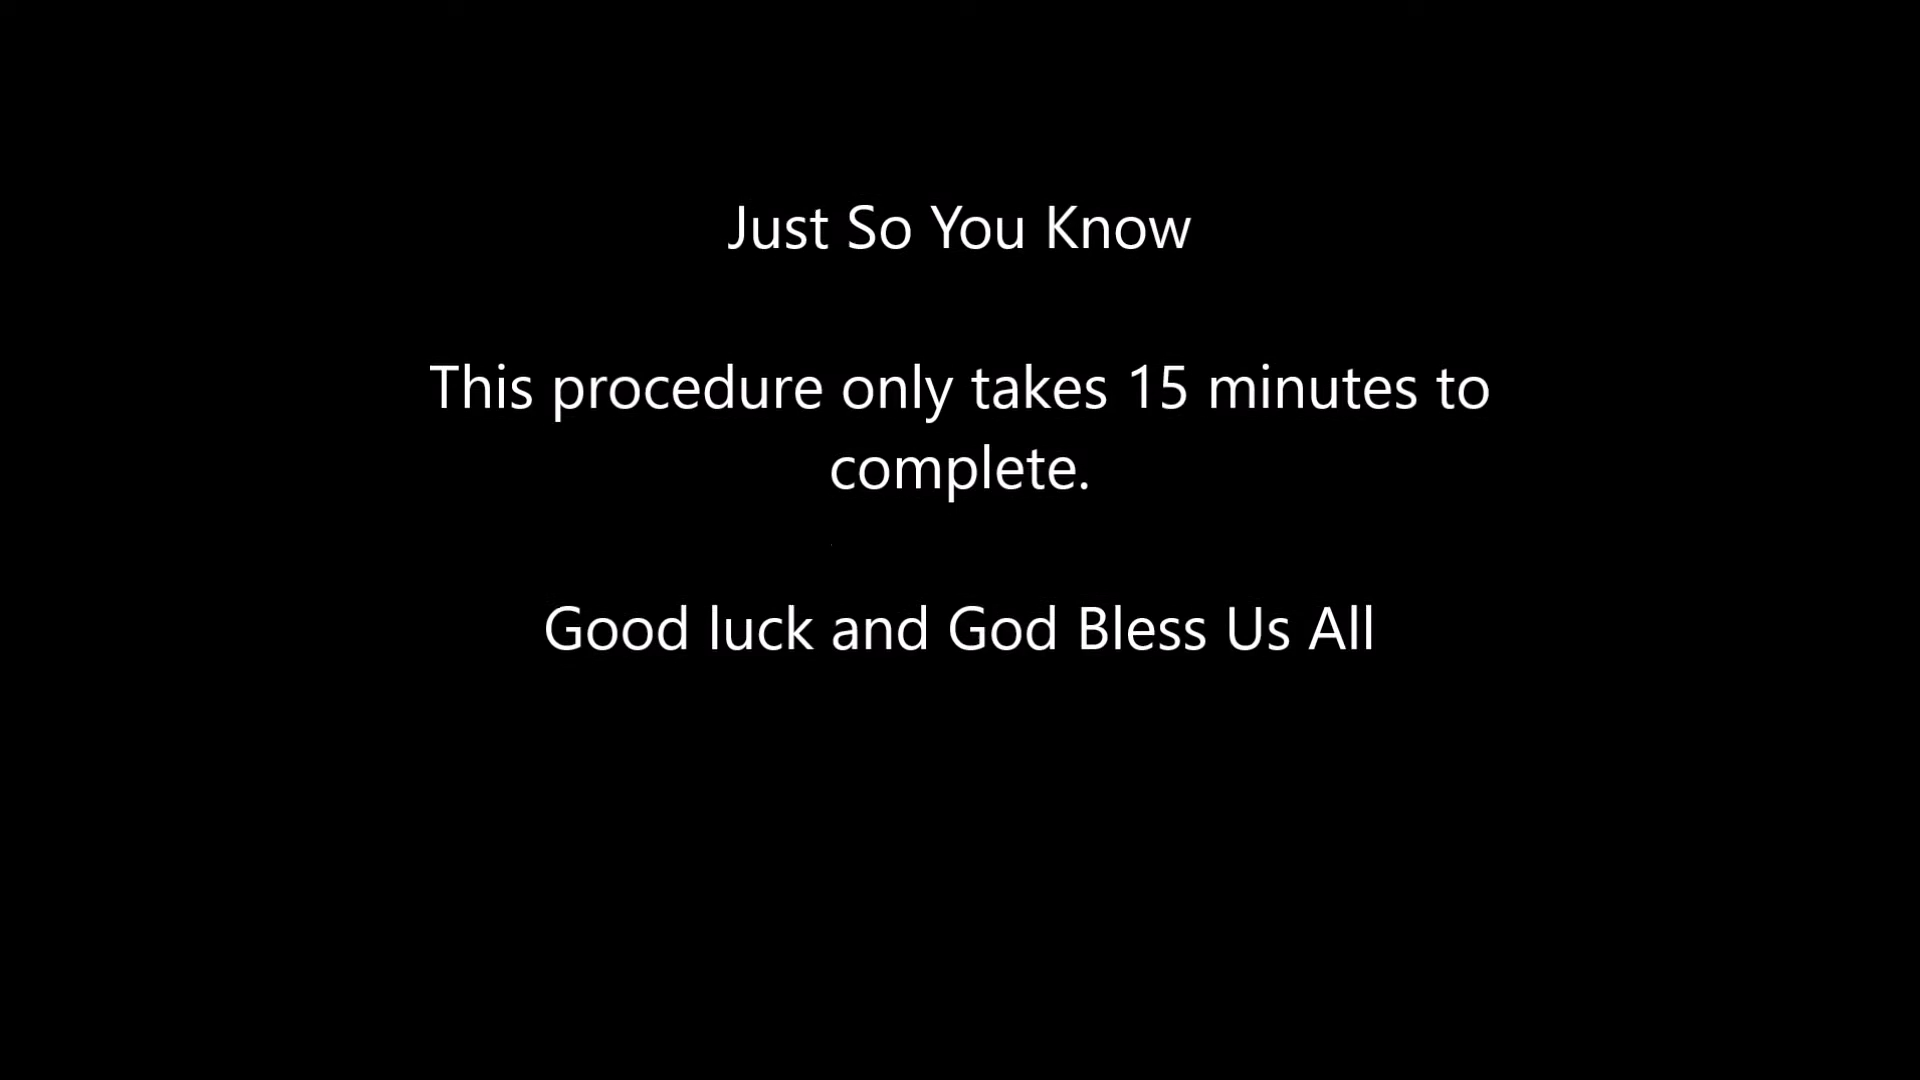 Just So You Know
This procedure only takes 15 minutes to
complete.
Good luck and God Bless Us All